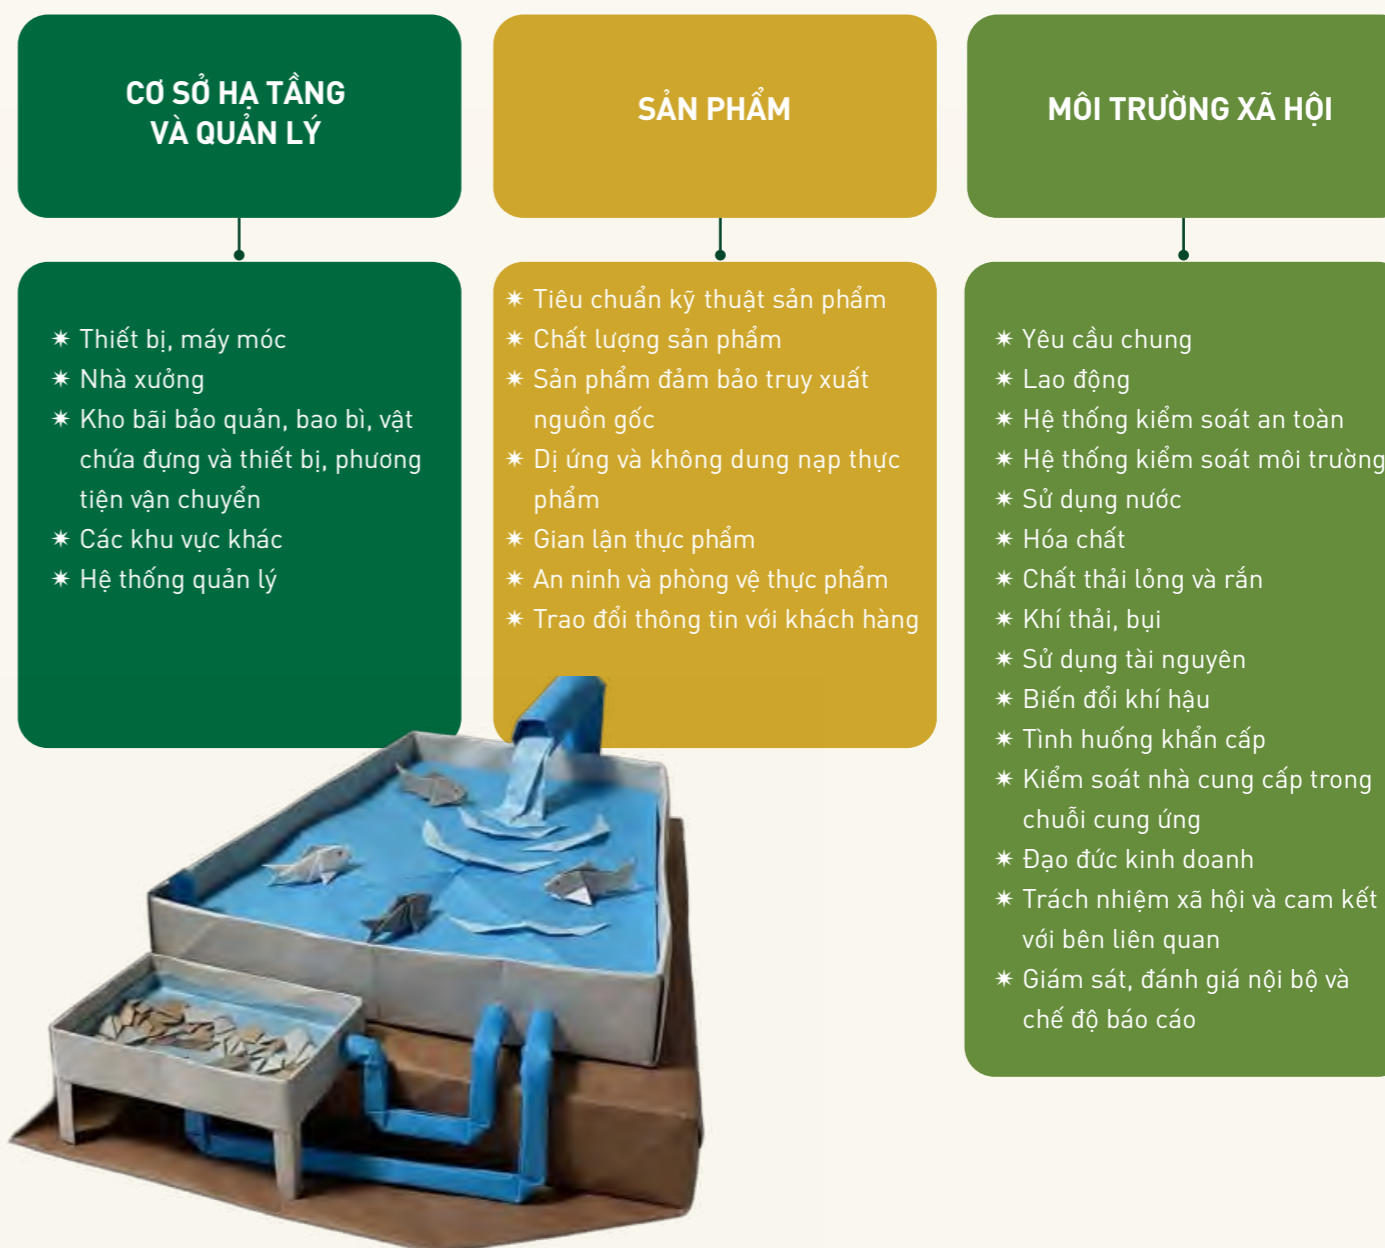 CƠ SỞ HẠ TẦNG
VÀ QUẢN LÝ
✷ Thiết bị, máy móc
✷ Nhà xưởng
✷ Kho bãi bảo quản, bao bì, vật
chứa đựng và thiết bị, phương
tiện vận chuyển
✷ Các khu vực khác
✷ Hệ thống quản lý
SẢN PHẨM
✷ Tiêu chuẩn kỹ thuật sản phẩm
✷ Chất lượng sản phẩm
✷ Sản phẩm đảm bảo truy xuất
nguồn gốc
✷ Dị ứng và không dung nạp thực
phẩm
✷ Gian lận thực phẩm
✷ An ninh và phòng vệ thực phẩm
✷ Trao đổi thông tin với khách hàng
MÔI TRƯỜNG XÃ HỘI
✷ Yêu cầu chung
✷ Lao động
✷ Hệ thống kiểm soát an toàn
✷ Hệ thống kiểm soát môi trường
✷ Sử dụng nước
✷ Hóa chất
✷ Chất thải lỏng và rắn
✷ Khí thải, bụi
✷ Sử dụng tài nguyên
✷ Biến đổi khí hậu
✷ Tình huống khẩn cấp
✷ Kiểm soát nhà cung cấp trong
chuỗi cung ứng
✷ Đạo đức kinh doanh
✷ Trách nhiệm xã hội và cam kết
với bên liên quan
✷ Giám sát, đánh giá nội bộ và
chế độ báo cáo